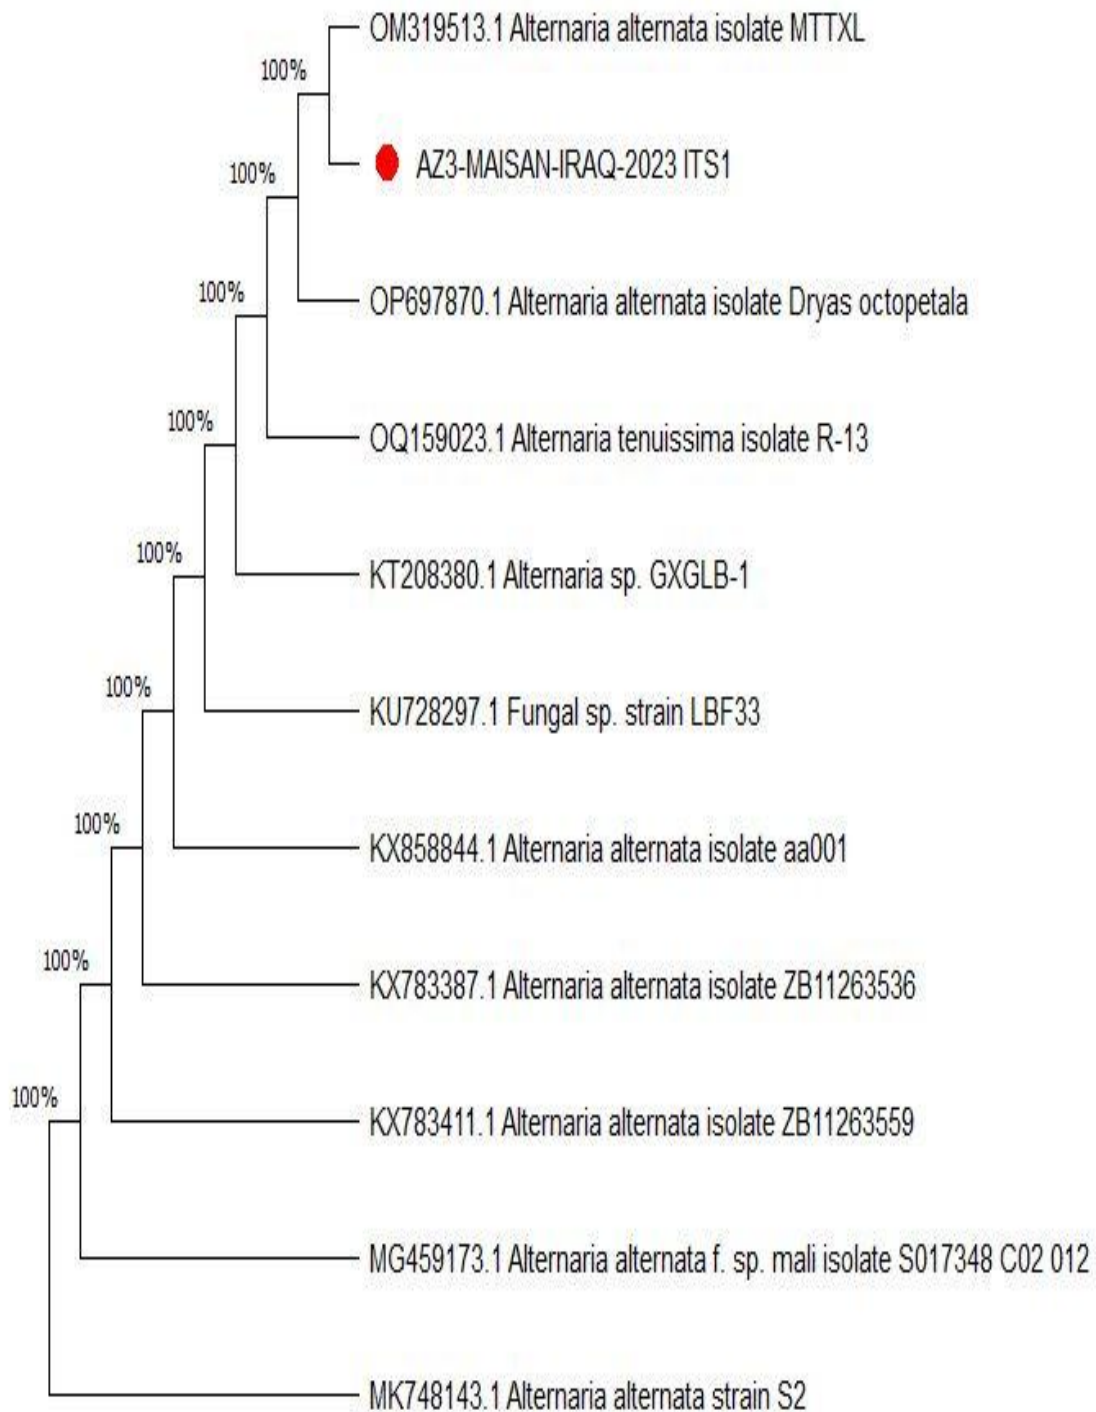 OM319513.1 Alternaria alternata isolate MTTXL
100%
AZ3-MAISAN-IRAQ-2023 ITS1
100%
100%
OP697870.1 Alternaria alternata isolate Dryas octopetala
100%
OQ159023.1 Alternaria tenuissima isolate R-13
100%
KT208380.1 Alternaria sp. GXGLB-1
100%
KU728297.1 Fungal sp. strain LBF33
100%
KX858844.1 Alternaria alternata isolate aa001
100%
KX783387.1 Alternaria alternata isolate ZB11263536
100%
KX783411.1 Alternaria alternata isolate ZB11263559
MG459173.1 Alternaria alternata f. sp. mali isolate S017348 C02 012
MK748143.1 Alternaria alternata strain S2